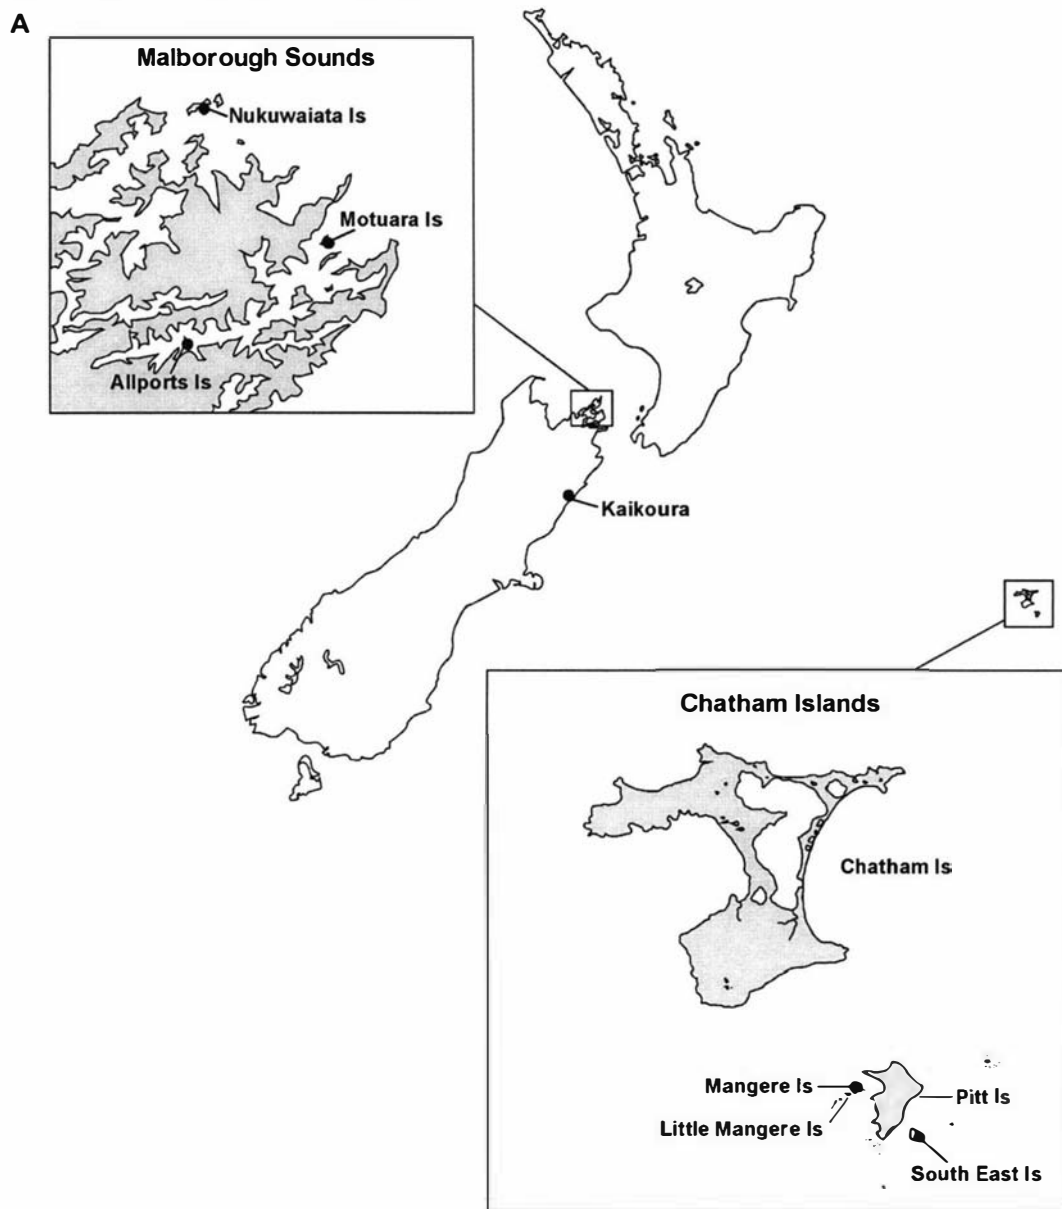 A
Malborough Sounds
Nukuwaiata Is
Motuara Is
Allports Is
Kaikoura
Chatham Islands
Chatham Is
Mangere Is
Pitt Is
Little Mangere Is
South East Is